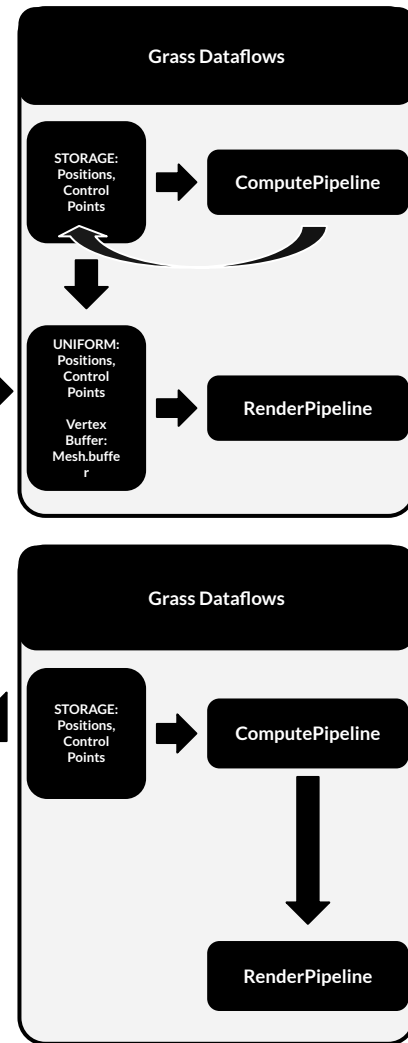 Grass Dataflows
STORAGE:
Positions,
Control
Points
ComputePipeline
UNIFORM:
Positions,
Control
Points
Vertex
Buffer:
Mesh.buffe
r
RenderPipeline
Grass Dataflows
STORAGE:
Positions,
Control
Points
ComputePipeline
RenderPipeline